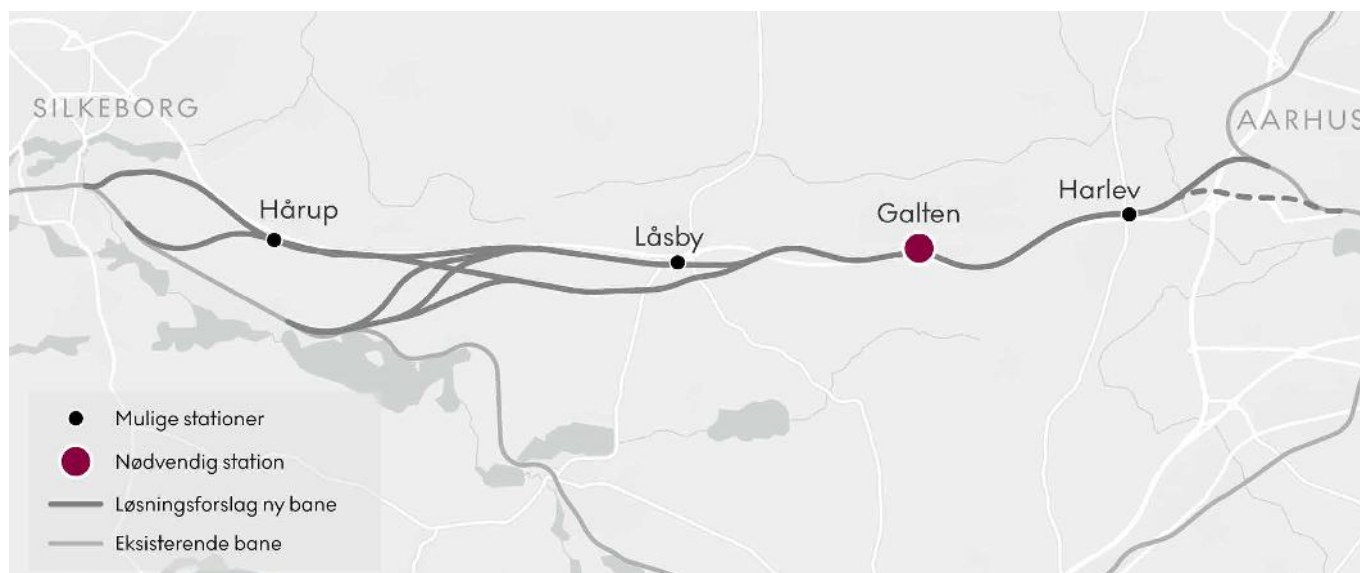 SILKEBORG
AARHUS
Hårup
Låsby
Galten
Harlev
Mulige stationer
Nødvendig station
Løsningsforslag ny bane
Eksisterende bane